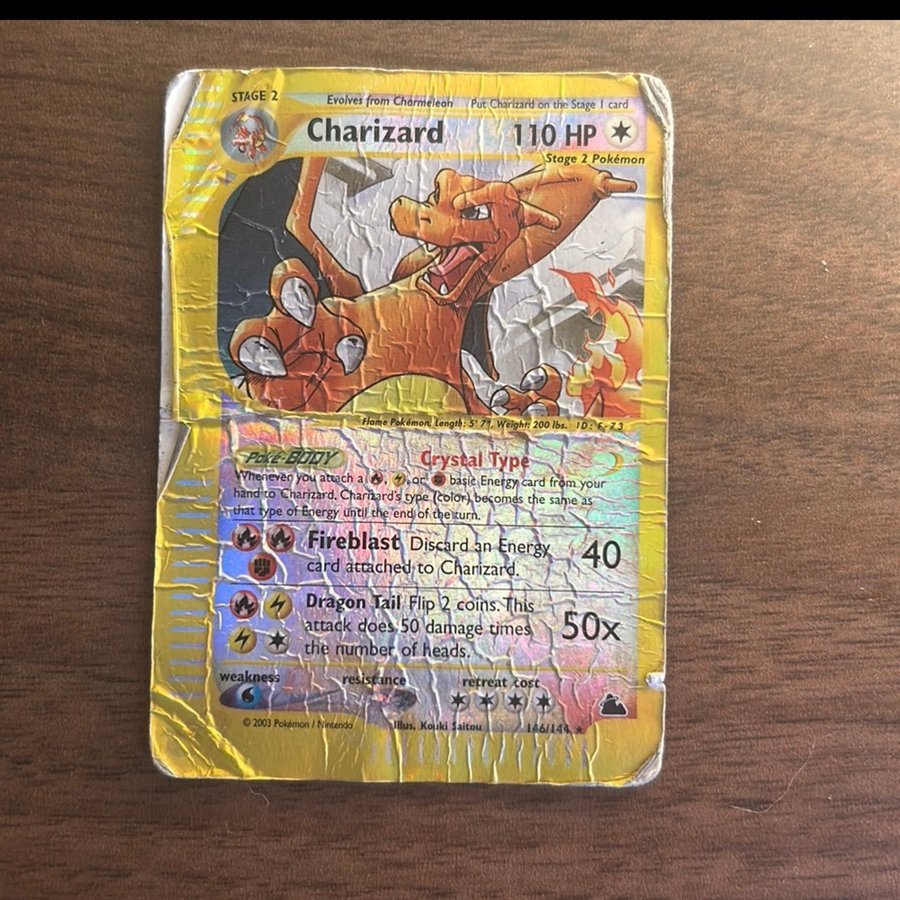 STAGE 2 Evolves from Charmeleon Put Charizard on the Stage 1 card
Charizard 110 HP
Stage 2 Pokémon
Flame Pokémon. Length: 5' 7", Weight: 200 lbs. ID: F-7.3
Poké-BODY Crystal Type
Whenever you attach a , , or basic Energy card from your
hand to Charizard, Charizard's type (color) becomes the same as
that type of Energy until the end of the turn.
Fireblast Discard an Energy 40
card attached to Charizard.
Dragon Tail Flip 2 coins. This 50x
attack does 50 damage times
the number of heads.
weakness resistance retreat cost
© 2003 Pokémon / Nintendo Illus. Kouki Saitou 146/144